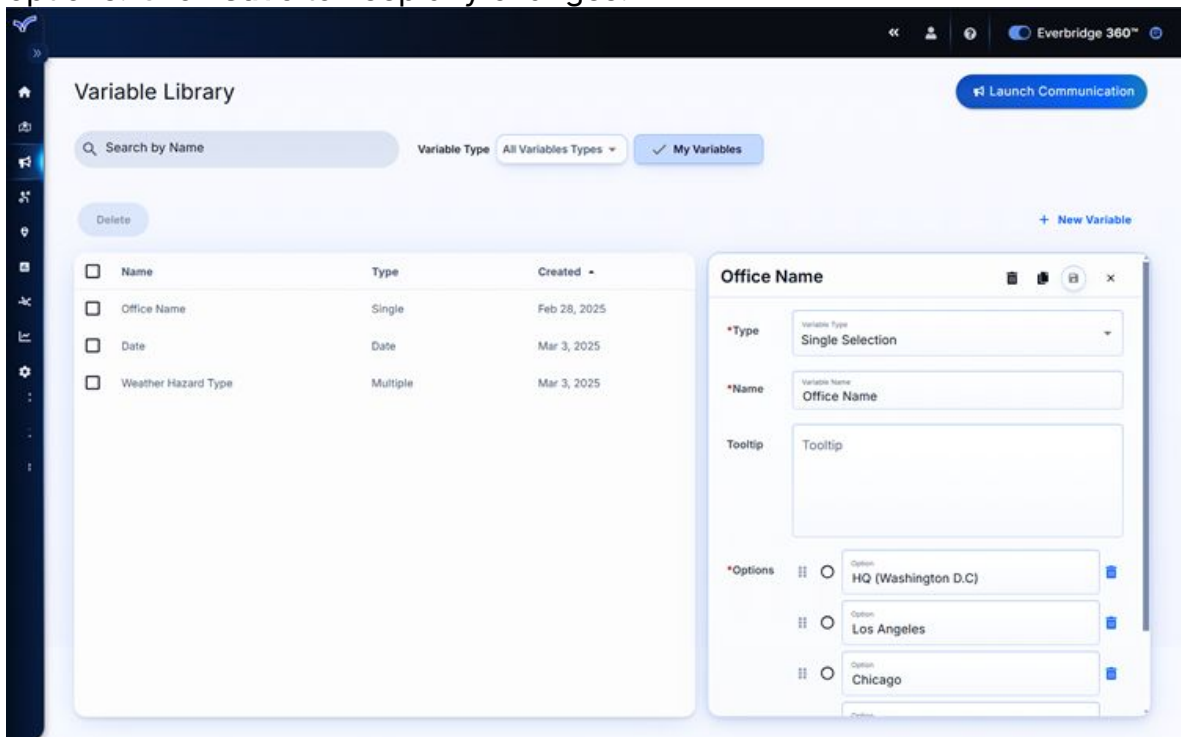 Everbridge 360™
Variable Library
Launch Communication
Search by Name
Variable Type
All Variables Types
My Variables
Delete
+ New Variable
Name Type Created
Office Name Single Feb 28, 2025
Date Date Mar 3, 2025
Weather Hazard Type Multiple Mar 3, 2025
Office Name
*Type
Variable Type
Single Selection
*Name
Variable Name
Office Name
Tooltip
Tooltip
*Options
Option
HQ (Washington D.C)
Option
Los Angeles
Option
Chicago